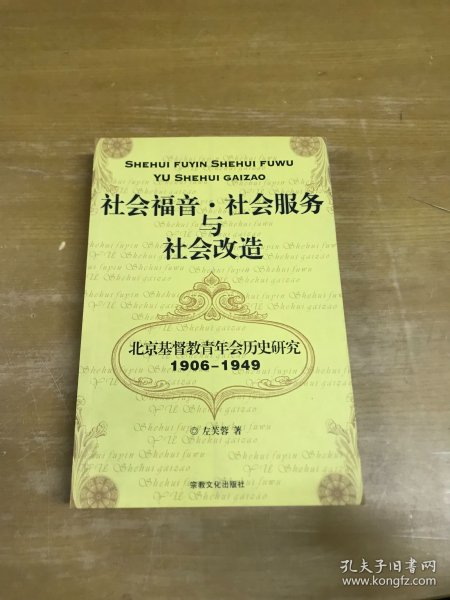 SHEHUI FUYIN SHEHUI FUWU
YU SHEHUI GAIZAO
社会福音·社会服务
与
社会改造
北京基督教青年会历史研究
1906-1949
◎左芙蓉 著
宗教文化出版社
孔夫子旧书网
www.kongfz.com